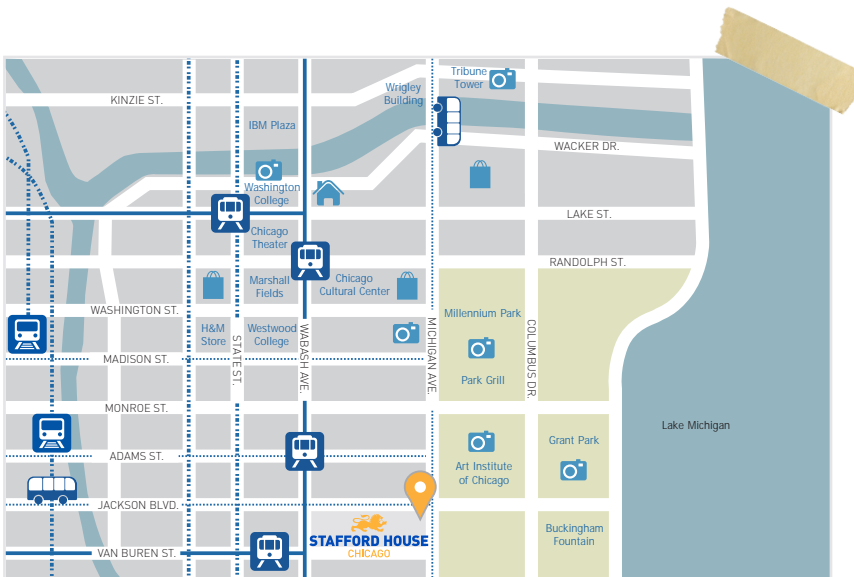 Tribune
Tower
Wrigley
Building
KINZIE ST.
IBM Plaza
WACKER DR.
Washington
College
LAKE ST.
Chicago
Theater
RANDOLPH ST.
Marshall
Fields
Chicago
Cultural Center
WASHINGTON ST.
Millennium Park
H&M
Store
Westwood
College
STATE ST.
WABASH AVE.
MICHIGAN AVE.
COLUMBUS DR.
MADISON ST.
Park Grill
MONROE ST.
Lake Michigan
Grant Park
ADAMS ST.
Art Institute
of Chicago
JACKSON BLVD.
STAFFORD HOUSE
CHICAGO
Buckingham
Fountain
VAN BUREN ST.